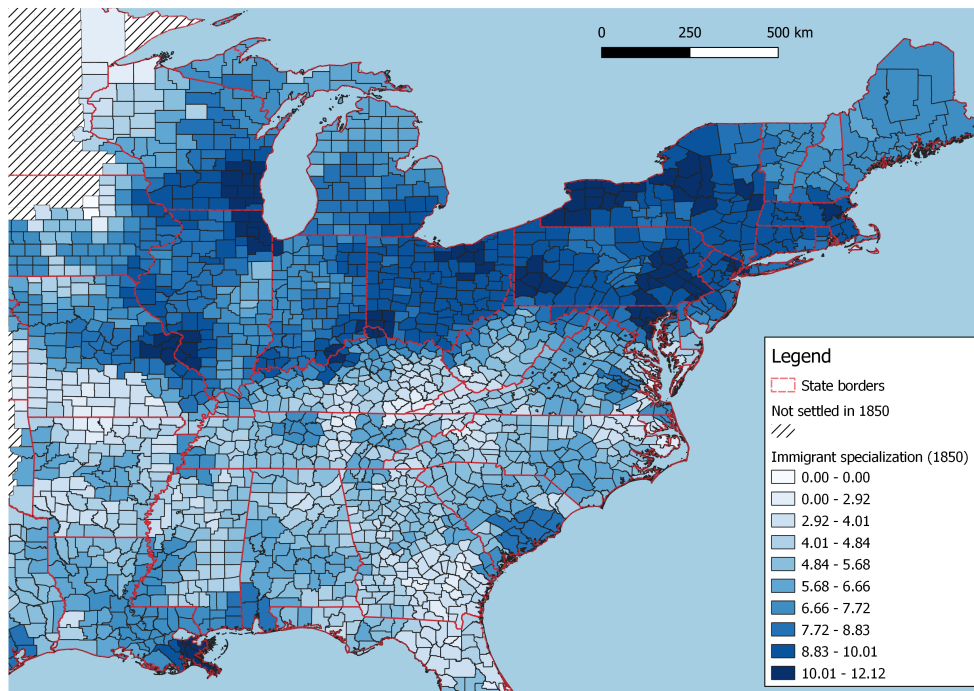 0 250 500 km
Legend
State borders
Not settled in 1850
Immigrant specialization (1850)
0.00 - 0.00
0.00 - 2.92
2.92 - 4.01
4.01 - 4.84
4.84 - 5.68
5.68 - 6.66
6.66 - 7.72
7.72 - 8.83
8.83 - 10.01
10.01 - 12.12